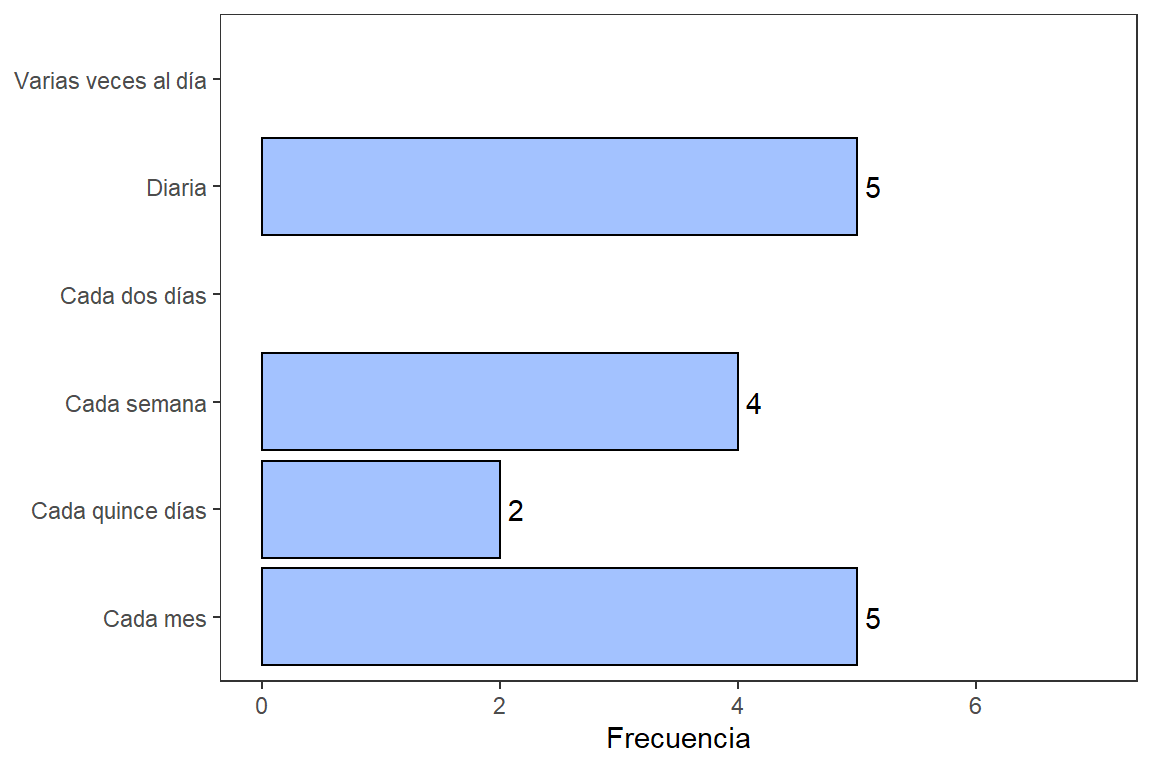 Varias veces al día
Diaria
5
Cada dos días
Cada semana
4
Cada quince días
2
Cada mes
5
0
2
4
6
Frecuencia